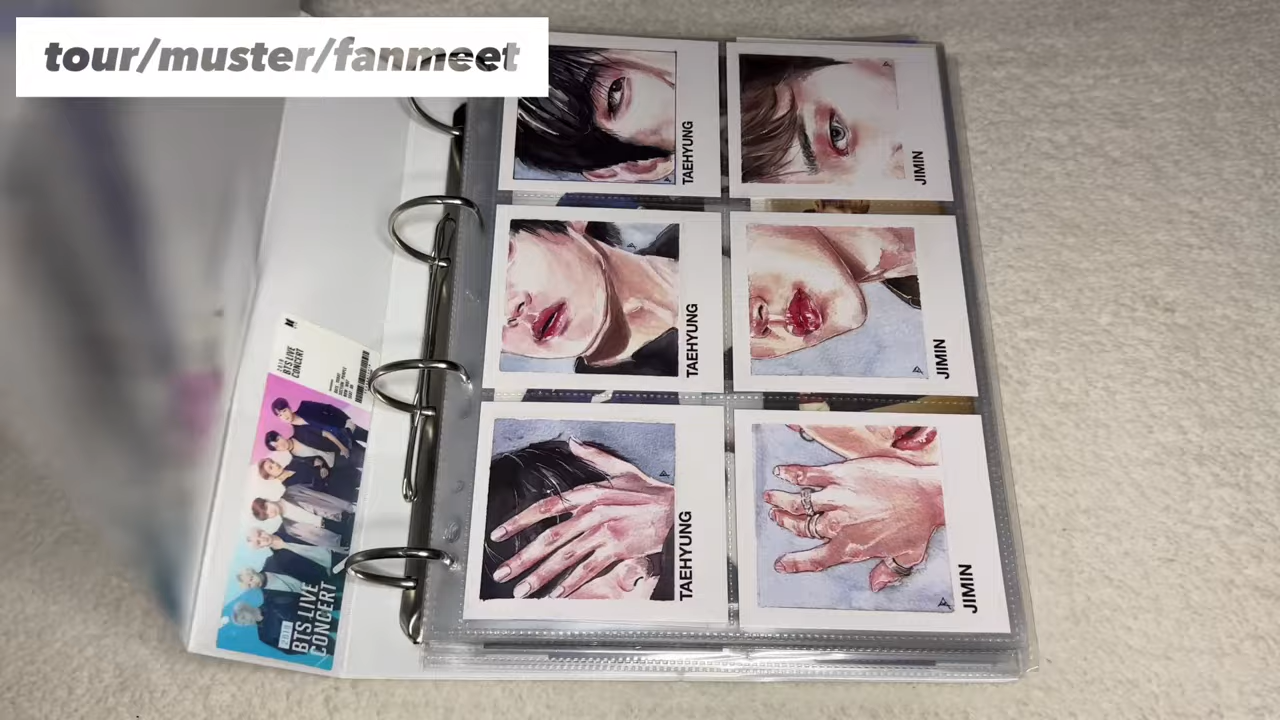 tour/muster/fanmeet
TAEHYUNG
JIMIN
TAEHYUNG
JIMIN
TAEHYUNG
JIMIN
BTS LIVE
CONCERT
BTS LIVE
CONCERT